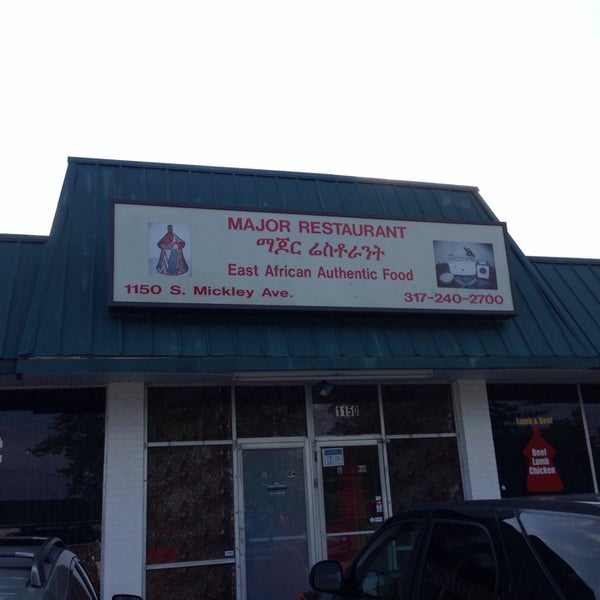 MAJOR RESTAURANT
ማጆር ሬስቶራንት
East African Authentic Food
1150 S. Mickley Ave.
317-240-2700
1150
Lamb & Beef
Beef
Lamb
Chicken